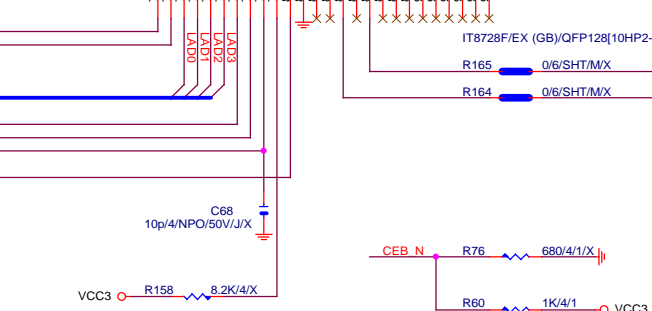 LAD0
LAD1
LAD2
LAD3
IT8728F/EX (GB)/QFP128[10HP2-
R165 0/6/SHT/M/X
R164 0/6/SHT/M/X
C68
10p/4/NPO/50V/J/X
CEB_N R76 680/4/1/X
VCC3 R158 8.2K/4/X
R60 1K/4/1 VCC3